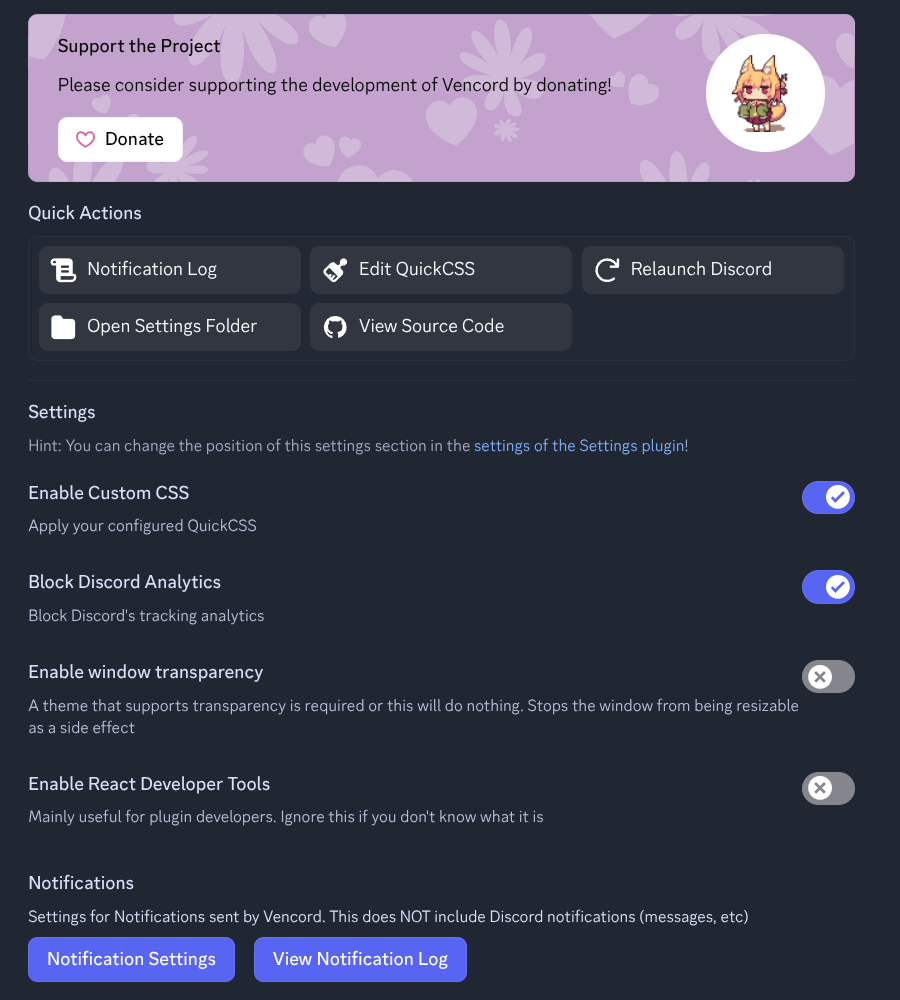 Support the Project
Please consider supporting the development of Vencord by donating!
Donate
Quick Actions
Notification Log
Edit QuickCSS
Relaunch Discord
Open Settings Folder
View Source Code
Settings
Hint: You can change the position of this settings section in the settings of the Settings plugin!
Enable Custom CSS
Apply your configured QuickCSS
Block Discord Analytics
Block Discord's tracking analytics
Enable window transparency
A theme that supports transparency is required or this will do nothing. Stops the window from being resizable
as a side effect
Enable React Developer Tools
Mainly useful for plugin developers. Ignore this if you don't know what it is
Notifications
Settings for Notifications sent by Vencord. This does NOT include Discord notifications (messages, etc)
Notification Settings
View Notification Log